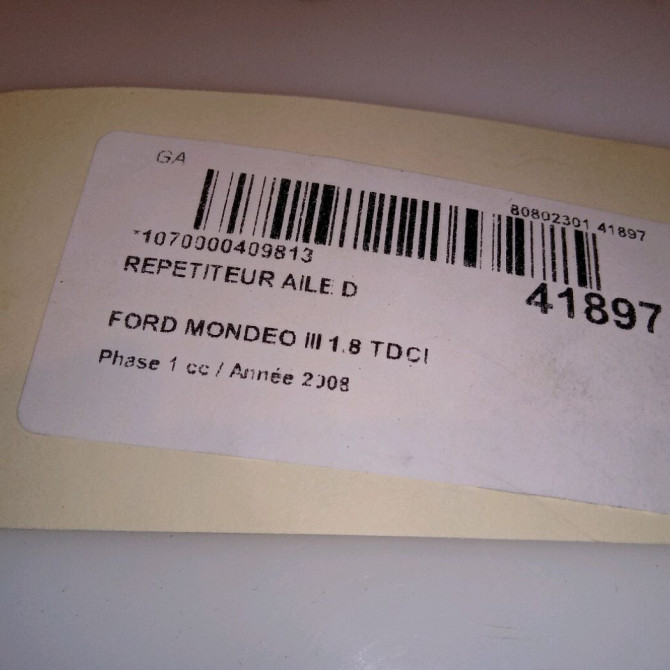 GA
80802301 41897
*1070000409813
41897
REPETITEUR AILE D
FORD MONDEO III 1.8 TDCI
Phase 1 cc / Année 2008